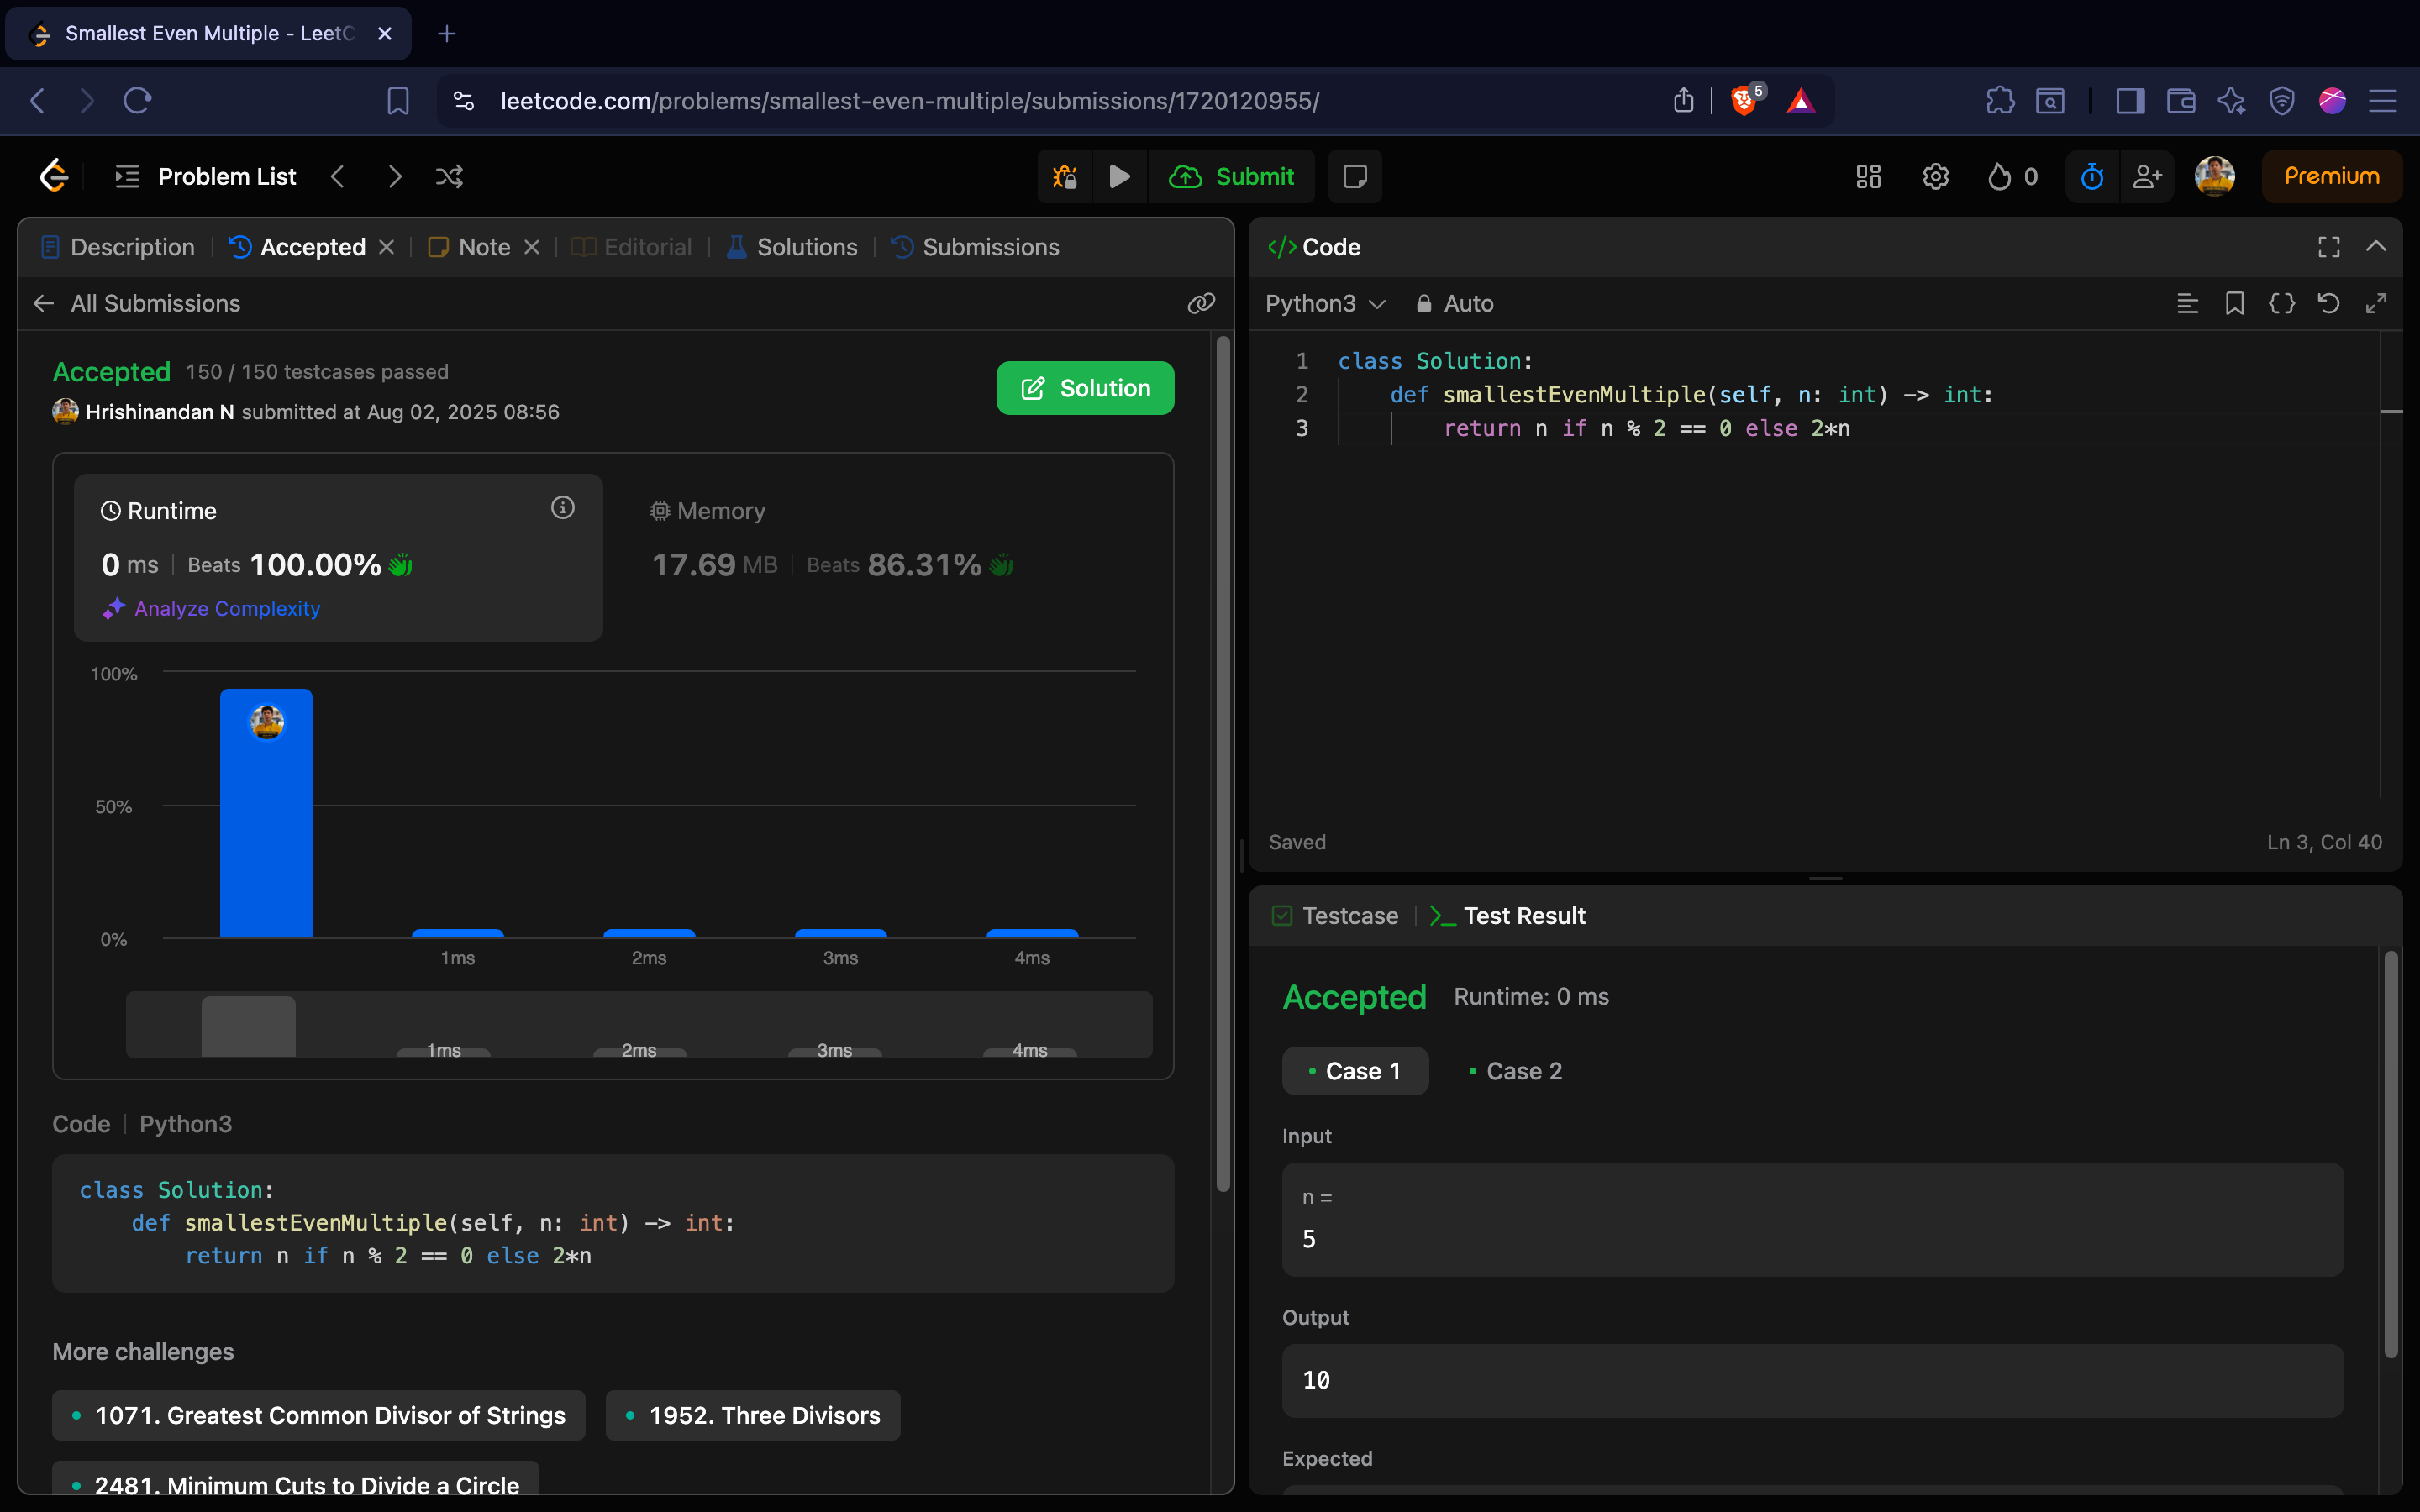 Smallest Even Multiple - LeetC
leetcode.com/problems/smallest-even-multiple/submissions/1720120955/
5
Problem List
Submit
0
Premium
Description
Accepted
Note
Editorial
Solutions
Submissions
All Submissions
Accepted 150 / 150 testcases passed
Hrishinandan N submitted at Aug 02, 2025 08:56
Solution
Runtime
0 ms Beats 100.00%
Analyze Complexity
Memory
17.69 MB Beats 86.31%
100%
50%
0%
1ms 2ms 3ms 4ms
1ms 2ms 3ms 4ms
Code Python3
class Solution:
    def smallestEvenMultiple(self, n: int) -> int:
        return n if n % 2 == 0 else 2*n
More challenges
1071. Greatest Common Divisor of Strings
1952. Three Divisors
2481. Minimum Cuts to Divide a Circle
</> Code
Python3 Auto
1 class Solution:
2     def smallestEvenMultiple(self, n: int) -> int:
3         return n if n % 2 == 0 else 2*n
Saved
Ln 3, Col 40
Testcase
Test Result
Accepted Runtime: 0 ms
Case 1
Case 2
Input
n =
5
Output
10
Expected